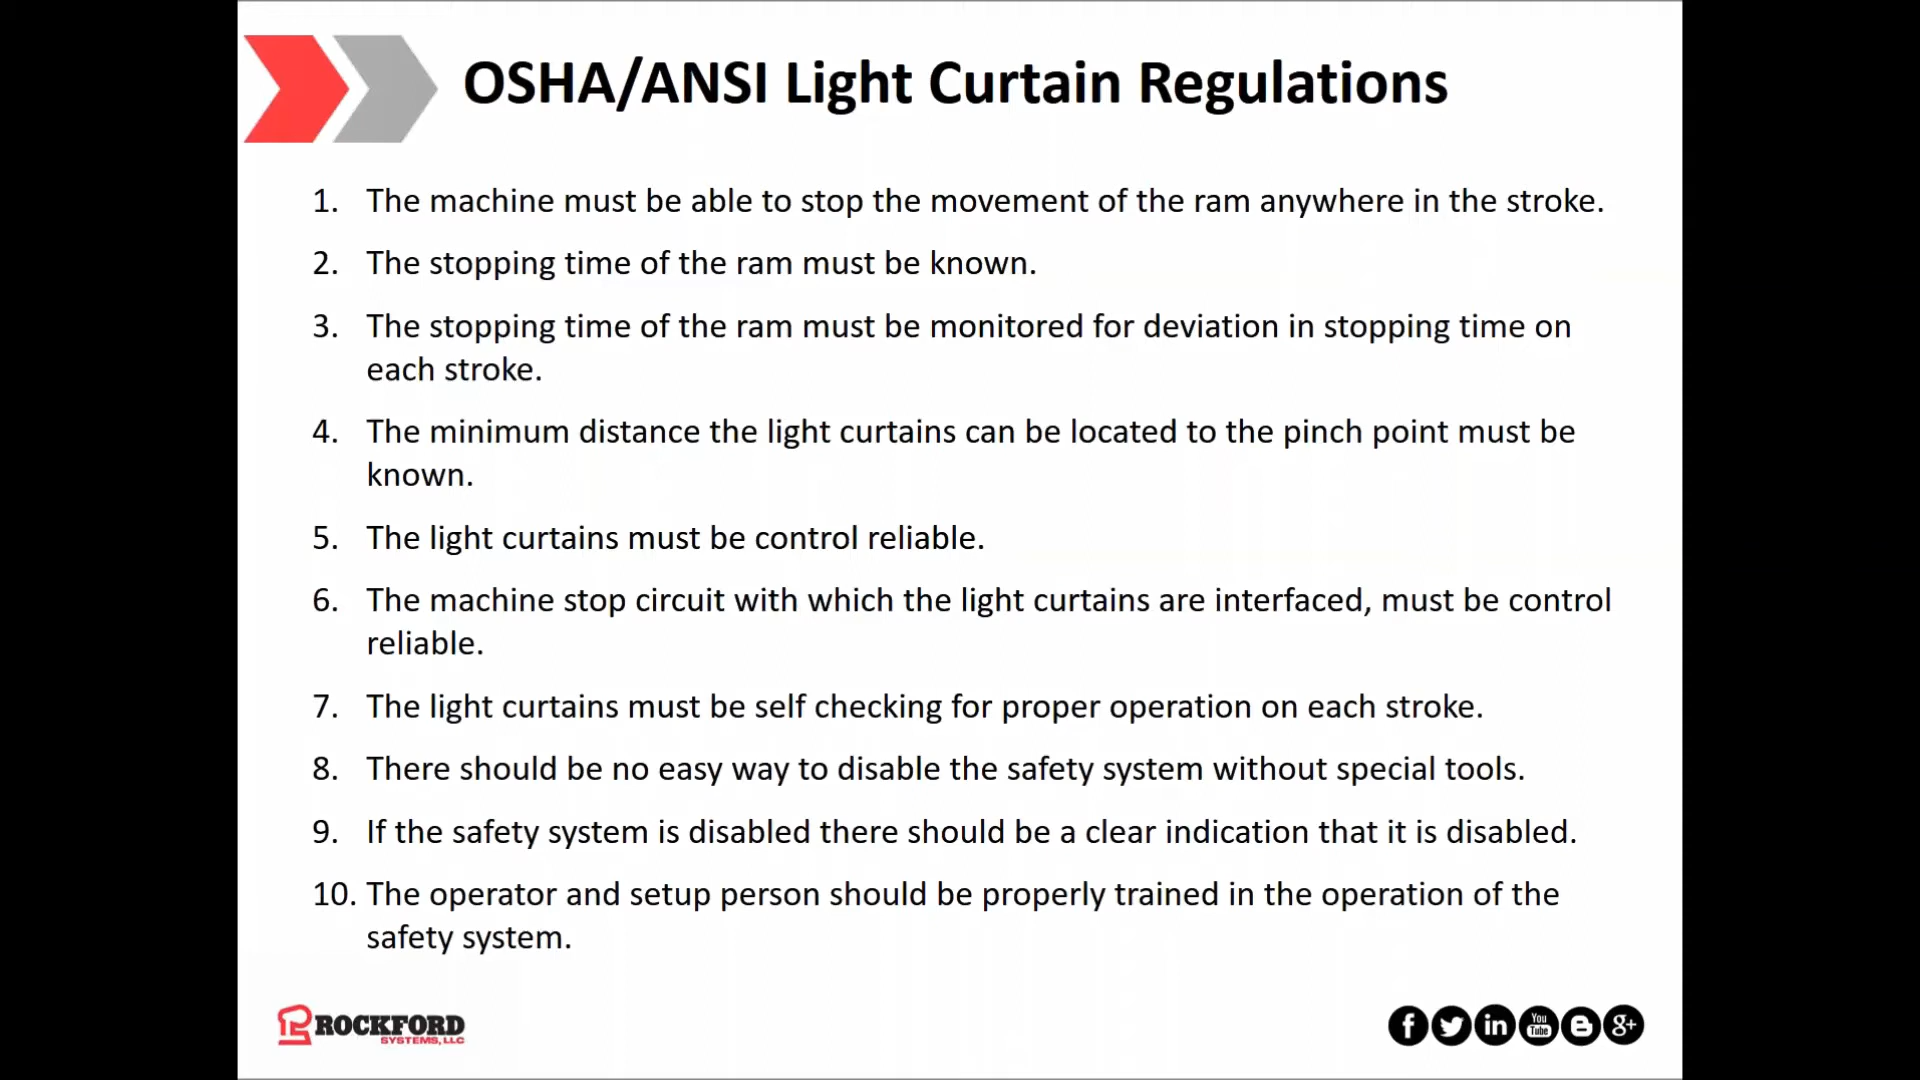 OSHA/ANSI Light Curtain Regulations
1. The machine must be able to stop the movement of the ram anywhere in the stroke.
2. The stopping time of the ram must be known.
3. The stopping time of the ram must be monitored for deviation in stopping time on
each stroke.
4. The minimum distance the light curtains can be located to the pinch point must be
known.
5. The light curtains must be control reliable.
6. The machine stop circuit with which the light curtains are interfaced, must be control
reliable.
7. The light curtains must be self checking for proper operation on each stroke.
8. There should be no easy way to disable the safety system without special tools.
9. If the safety system is disabled there should be a clear indication that it is disabled.
10. The operator and setup person should be properly trained in the operation of the
safety system.
ROCKFORD
SYSTEMS, LLC
f in You Tube B g+